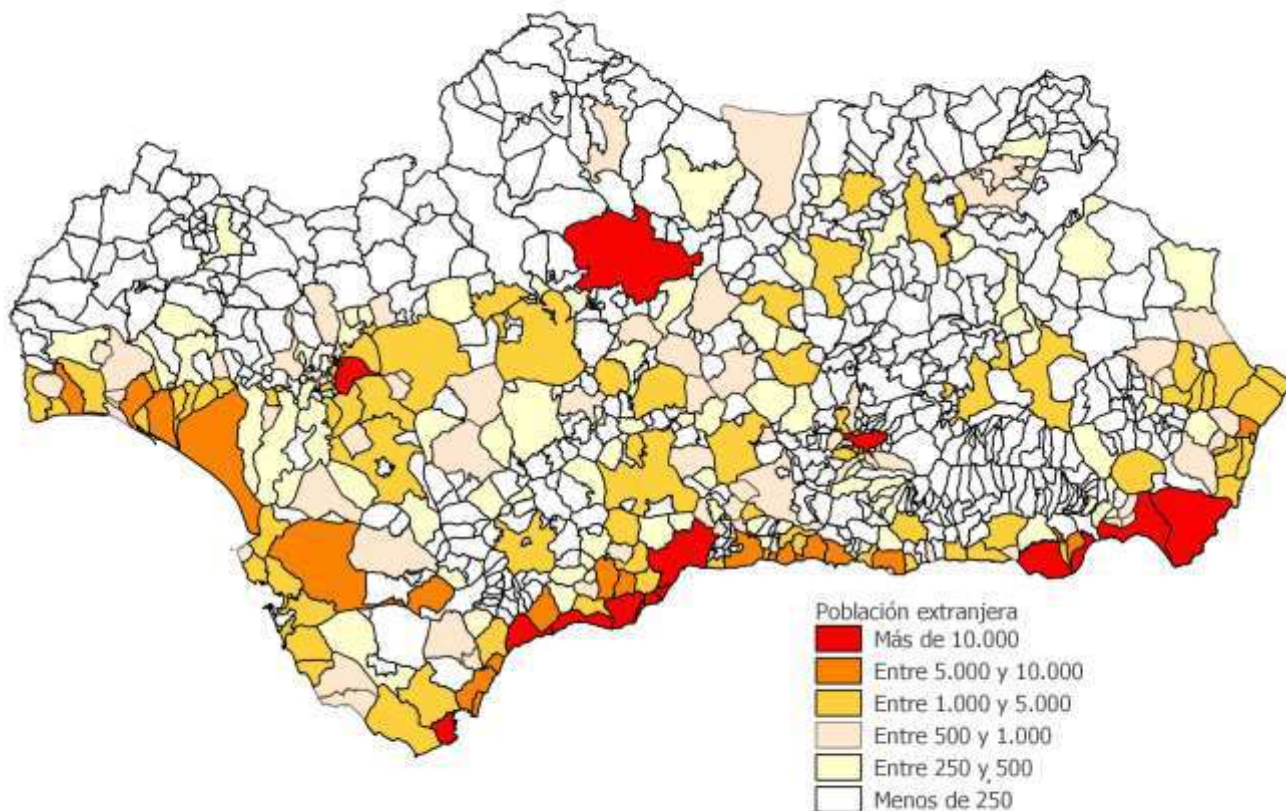 Población extranjera
Más de 10.000
Entre 5.000 y 10.000
Entre 1.000 y 5.000
Entre 500 y 1.000
Entre 250 y 500
Menos de 250